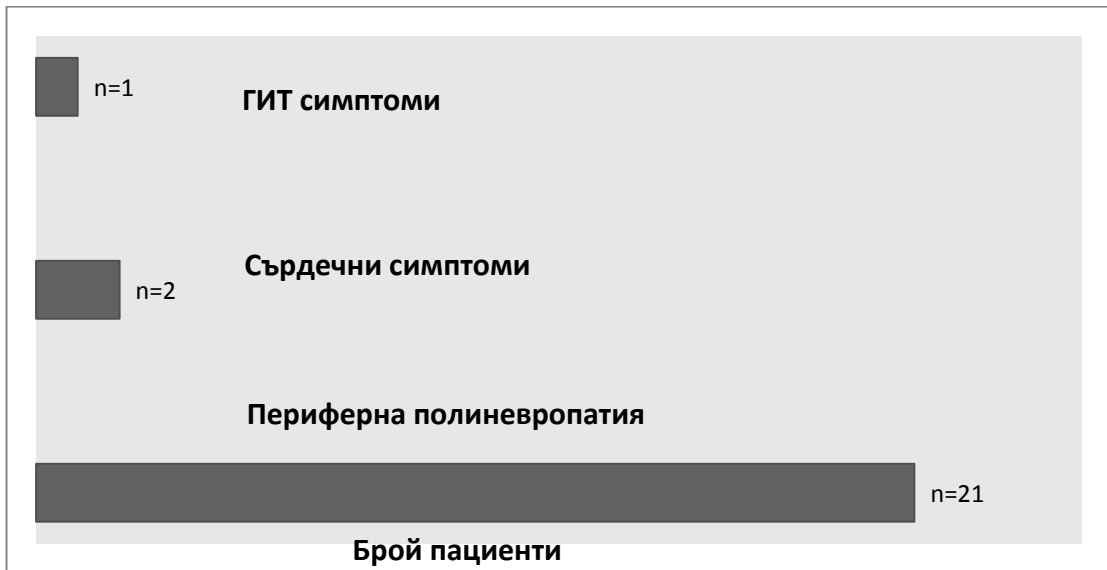 n=1
ГИТ симптоми
Сърдечни симптоми
n=2
Периферна полиневропатия
n=21
Брой пациенти